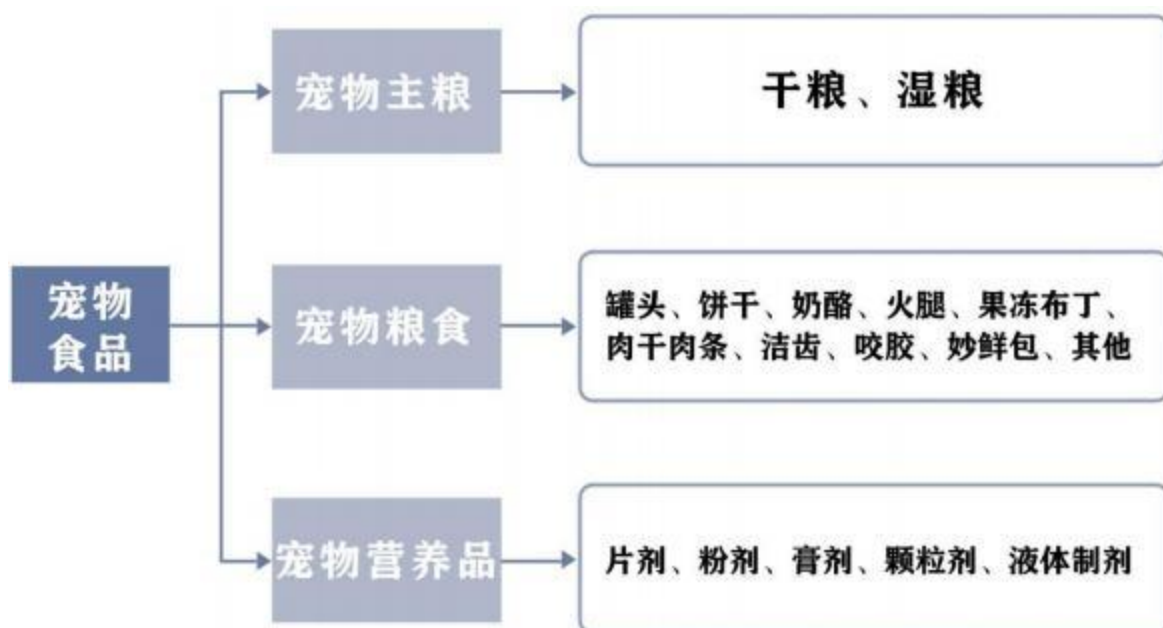 宠物主粮
干粮、湿粮
宠物
食品
宠物粮食
罐头、饼干、奶酪、火腿、果冻布丁、
肉干肉条、洁齿、咬胶、妙鲜包、其他
宠物营养品
片剂、粉剂、膏剂、颗粒剂、液体制剂